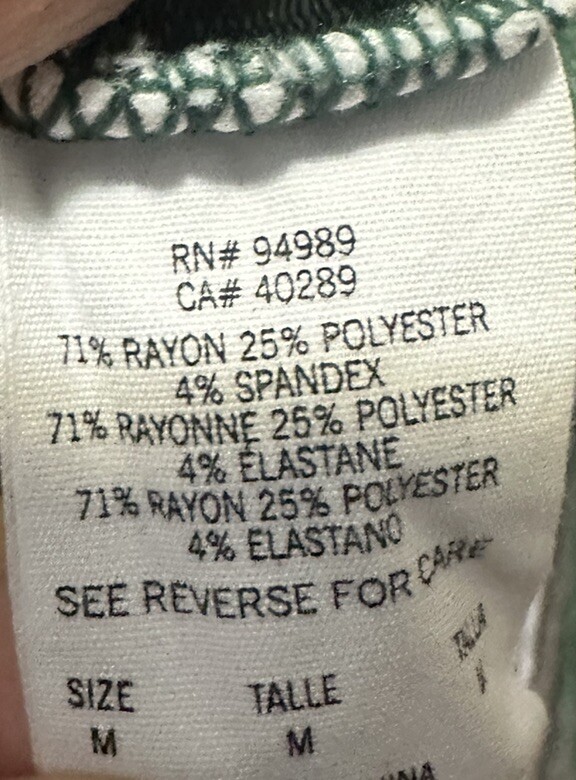 RN# 94989
CA# 40289
71% RAYON 25% POLYESTER
4% SPANDEX
71% RAYONNE 25% POLYESTER
4% ÉLASTANE
71% RAYON 25% POLYESTER
4% ELASTANO
SEE REVERSE FOR CARE
SIZE TALLE TALLA
M M